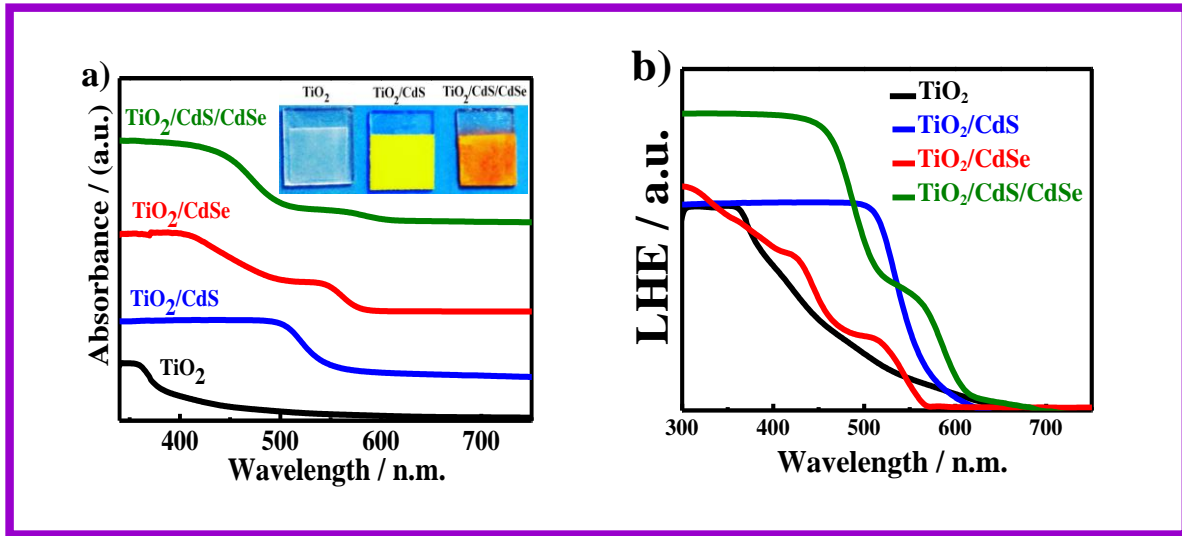 a)
TiO2 TiO2/CdS TiO2/CdS/CdSe
TiO2/CdS/CdSe
TiO2/CdSe
TiO2/CdS
TiO2
Absorbance / (a.u.)
400 500 600 700
Wavelength / n.m.
b)
TiO2
TiO2/CdS
TiO2/CdSe
TiO2/CdS/CdSe
LHE / a.u.
300 400 500 600 700
Wavelength / n.m.